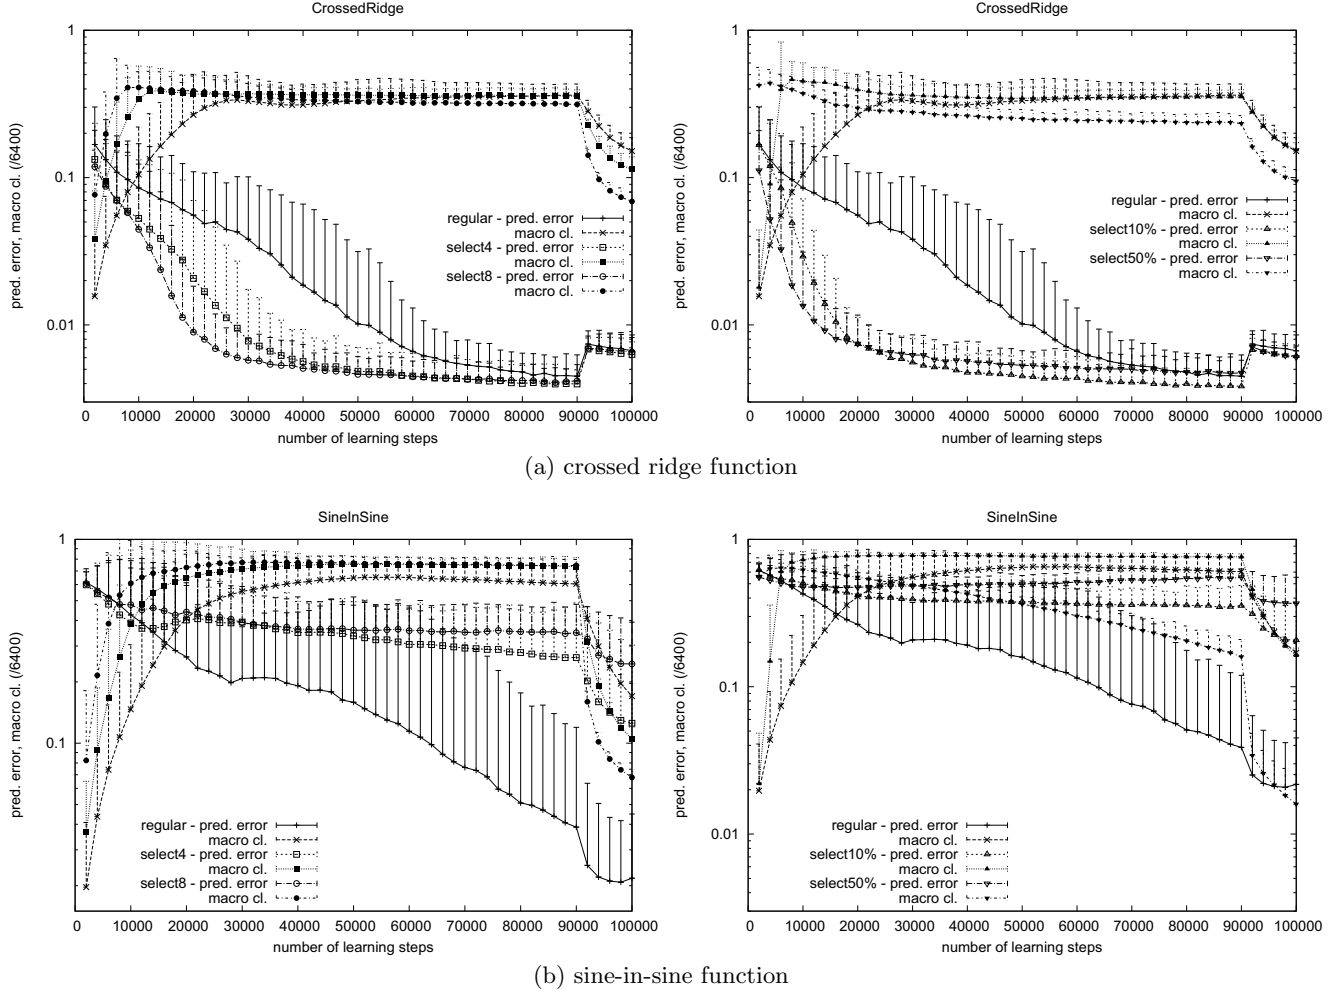 CrossedRidge
pred. error, macro cl. (/6400)
1
0.1
0.01
regular - pred. error
macro cl.
select4 - pred. error
macro cl.
select8 - pred. error
macro cl.
0 10000 20000 30000 40000 50000 60000 70000 80000 90000 100000
number of learning steps
CrossedRidge
pred. error, macro cl. (/6400)
1
0.1
0.01
regular - pred. error
macro cl.
select10% - pred. error
macro cl.
select50% - pred. error
macro cl.
0 10000 20000 30000 40000 50000 60000 70000 80000 90000 100000
number of learning steps
(a) crossed ridge function
SineInSine
pred. error, macro cl. (/6400)
1
0.1
regular - pred. error
macro cl.
select4 - pred. error
macro cl.
select8 - pred. error
macro cl.
0 10000 20000 30000 40000 50000 60000 70000 80000 90000 100000
number of learning steps
SineInSine
pred. error, macro cl. (/6400)
1
0.1
0.01
regular - pred. error
macro cl.
select10% - pred. error
macro cl.
select50% - pred. error
macro cl.
0 10000 20000 30000 40000 50000 60000 70000 80000 90000 100000
number of learning steps
(b) sine-in-sine function